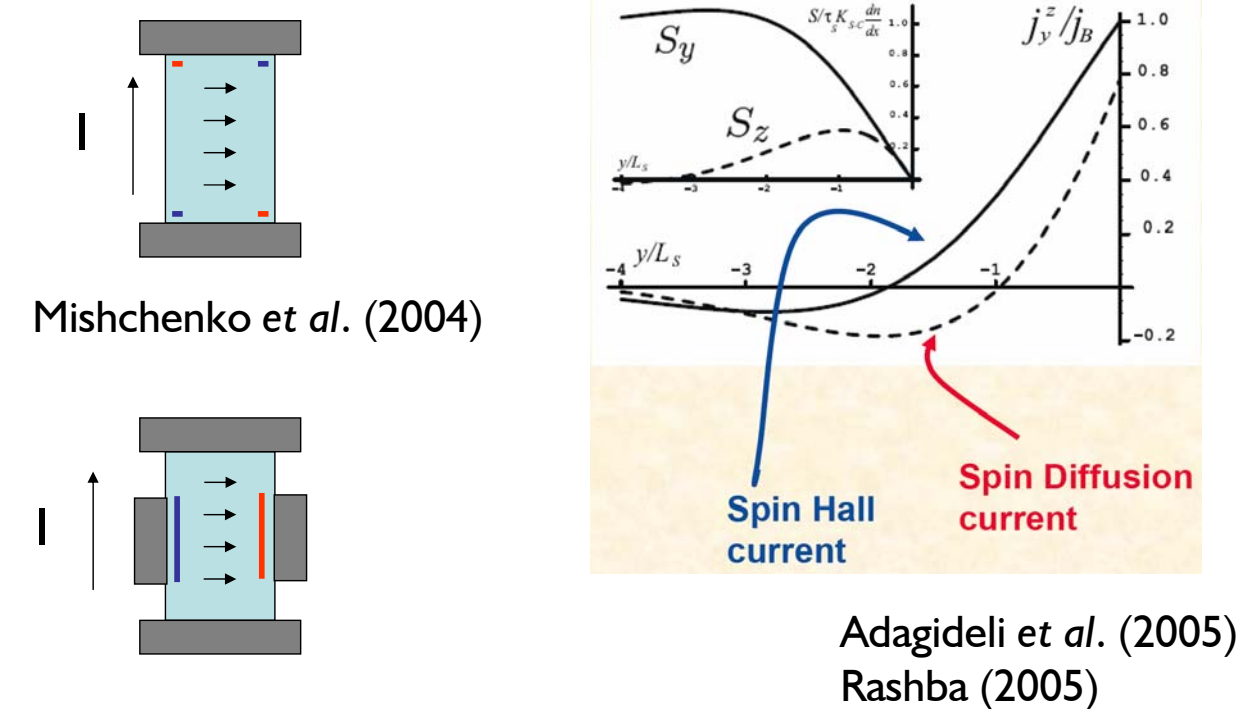 I
Mishchenko et al. (2004)
I
S/τ_s K_{s-c} dn/dx
1.0
0.8
0.6
0.4
0.2
S_y
S_z
y/L_s
-4 -3 -2 -1
j_y^z/j_B
1.0
0.8
0.6
0.4
0.2
-0.2
y/L_s
-4 -3 -2 -1
Spin Hall
current
Spin Diffusion
current
Adagideli et al. (2005)
Rashba (2005)